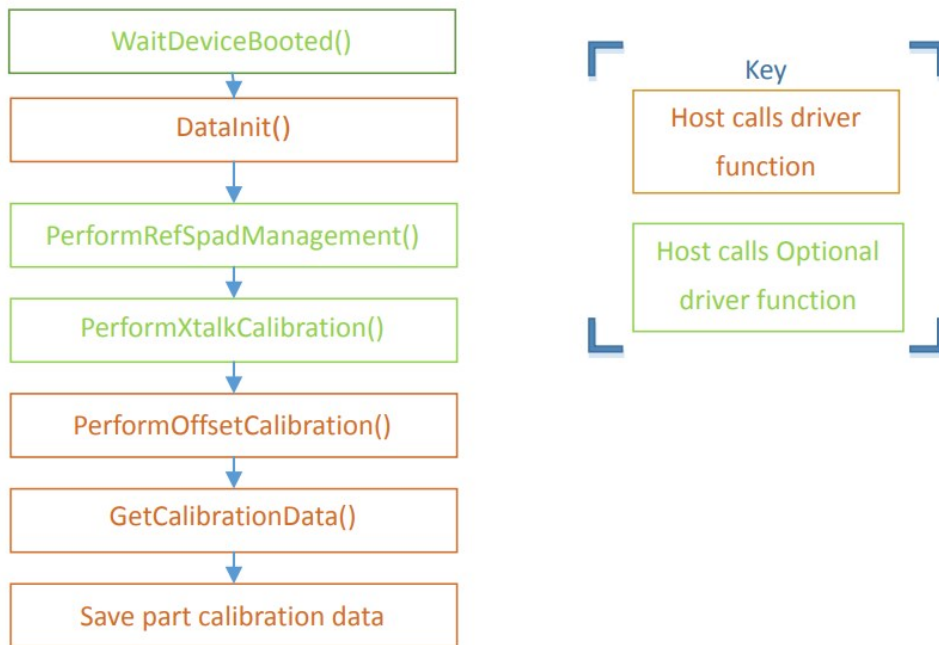 WaitDeviceBooted()
DataInit()
PerformRefSpadManagement()
PerformXtalkCalibration()
PerformOffsetCalibration()
GetCalibrationData()
Save part calibration data
Key
Host calls driver
function
Host calls Optional
driver function